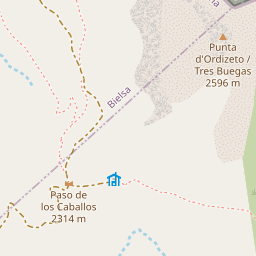 Punta
d'Ordizeto /
Tres Buegas
2596 m
Bielsa
Paso de
los Caballos
2314 m